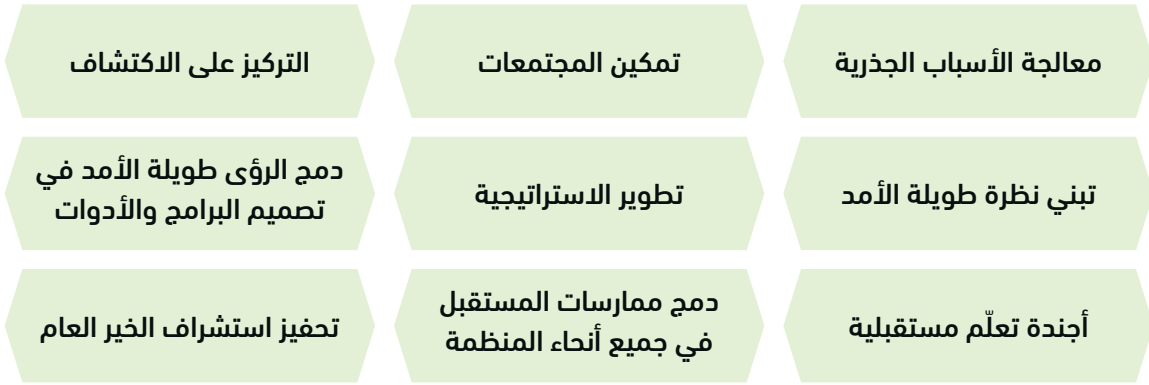 معالجة الأسباب الجذرية
تمكين المجتمعات
التركيز على الاكتشاف
تبني نظرة طويلة الأمد
تطوير الاستراتيجية
دمج الرؤى طويلة الأمد في
تصميم البرامج والأدوات
أجندة تعلّم مستقبلية
دمج ممارسات المستقبل
في جميع أنحاء المنظمة
تحفيز استشراف الخير العام